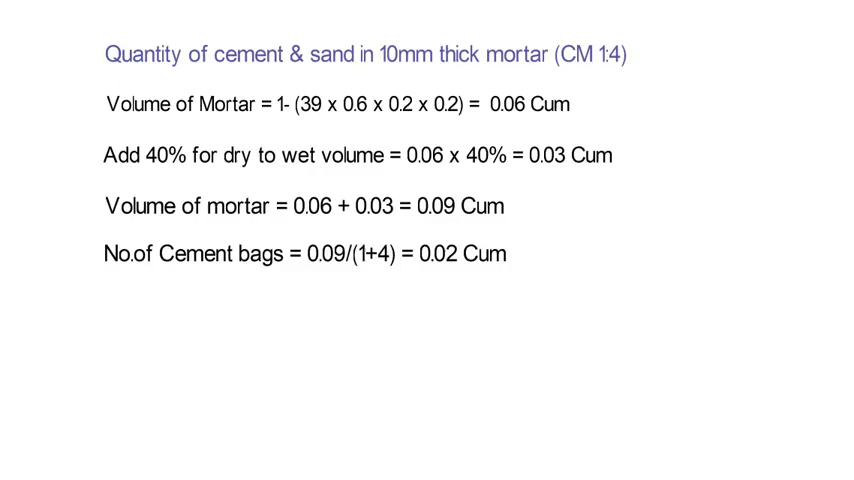 Quantity of cement & sand in 10mm thick mortar (CM 1:4)
Volume of Mortar = 1- (39 x 0.6 x 0.2 x 0.2) = 0.06 Cum
Add 40% for dry to wet volume = 0.06 x 40% = 0.03 Cum
Volume of mortar = 0.06 + 0.03 = 0.09 Cum
No.of Cement bags = 0.09/(1+4) = 0.02 Cum